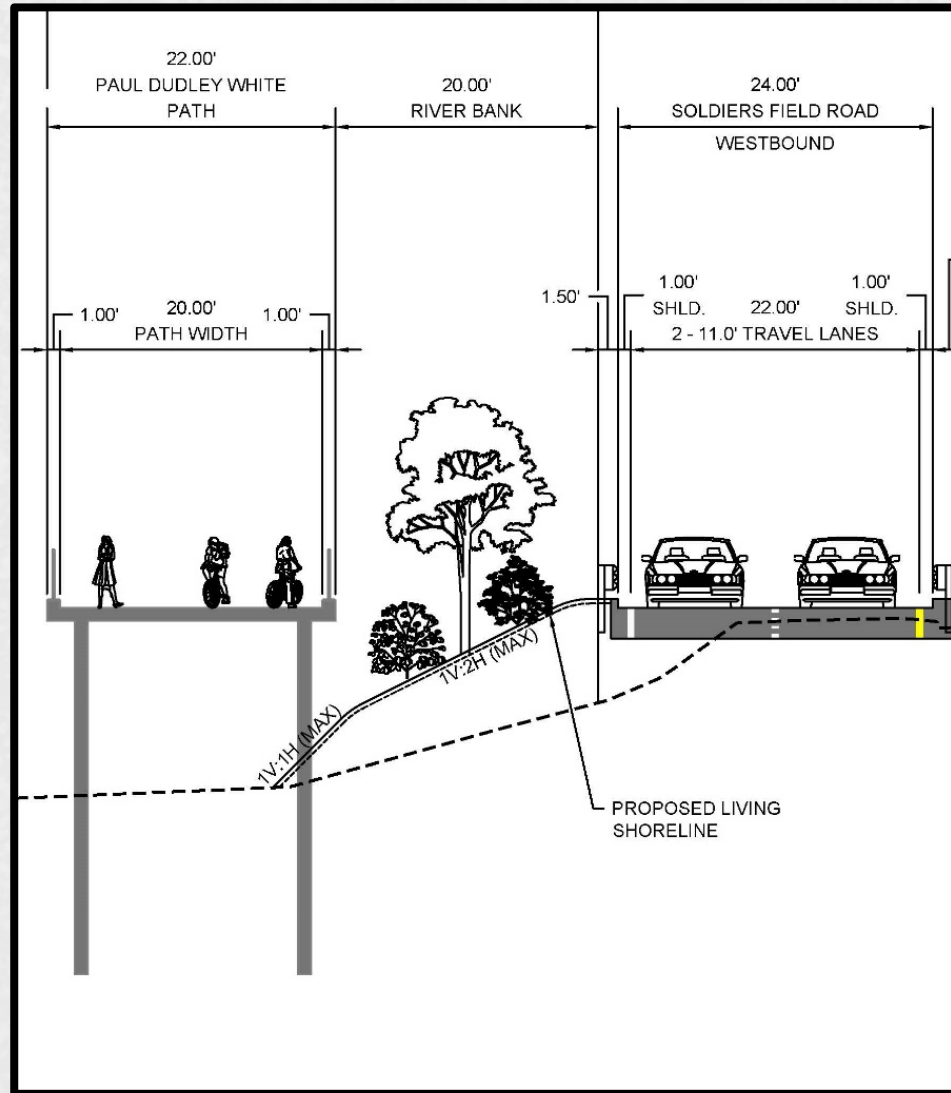 22.00'
PAUL DUDLEY WHITE
PATH
20.00'
RIVER BANK
24.00'
SOLDIERS FIELD ROAD
WESTBOUND
1.00'
20.00'
PATH WIDTH
1.00'
1.50'
1.00'
SHLD.
22.00'
2 - 11.0' TRAVEL LANES
1.00'
SHLD.
1V:1H (MAX)
1V:2H (MAX)
PROPOSED LIVING
SHORELINE